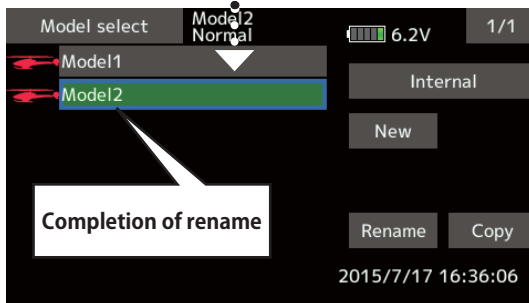 Model select
Model2
Normal
6.2V
1/1
Model1
Model2
Internal
New
Completion of rename
Rename
Copy
2015/7/17 16:36:06